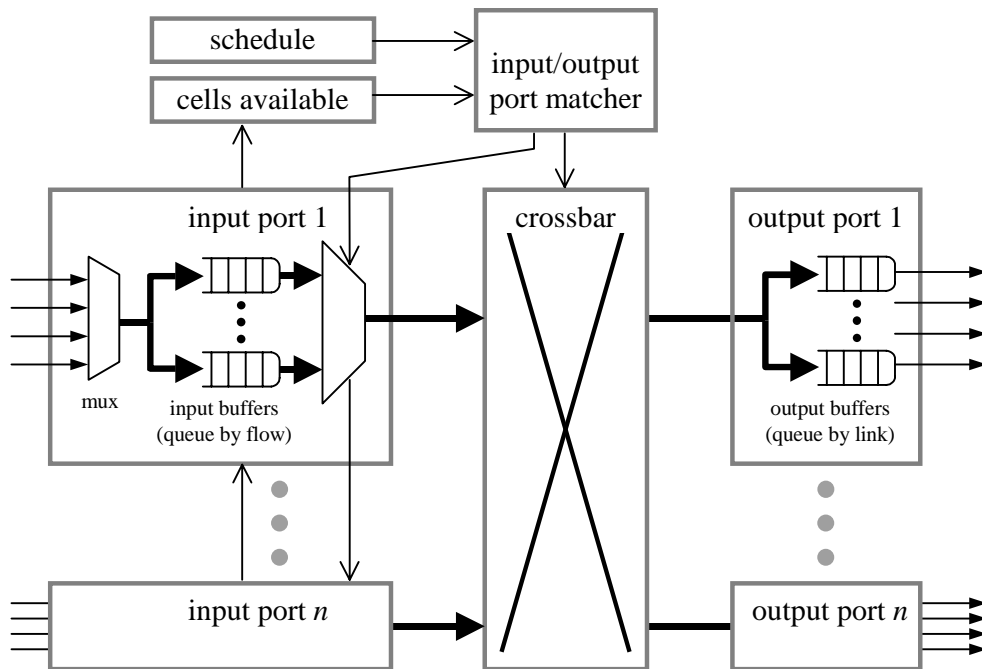 schedule
cells available
input/output
port matcher
input port 1
crossbar
output port 1
mux
input buffers
(queue by flow)
output buffers
(queue by link)
input port n
output port n